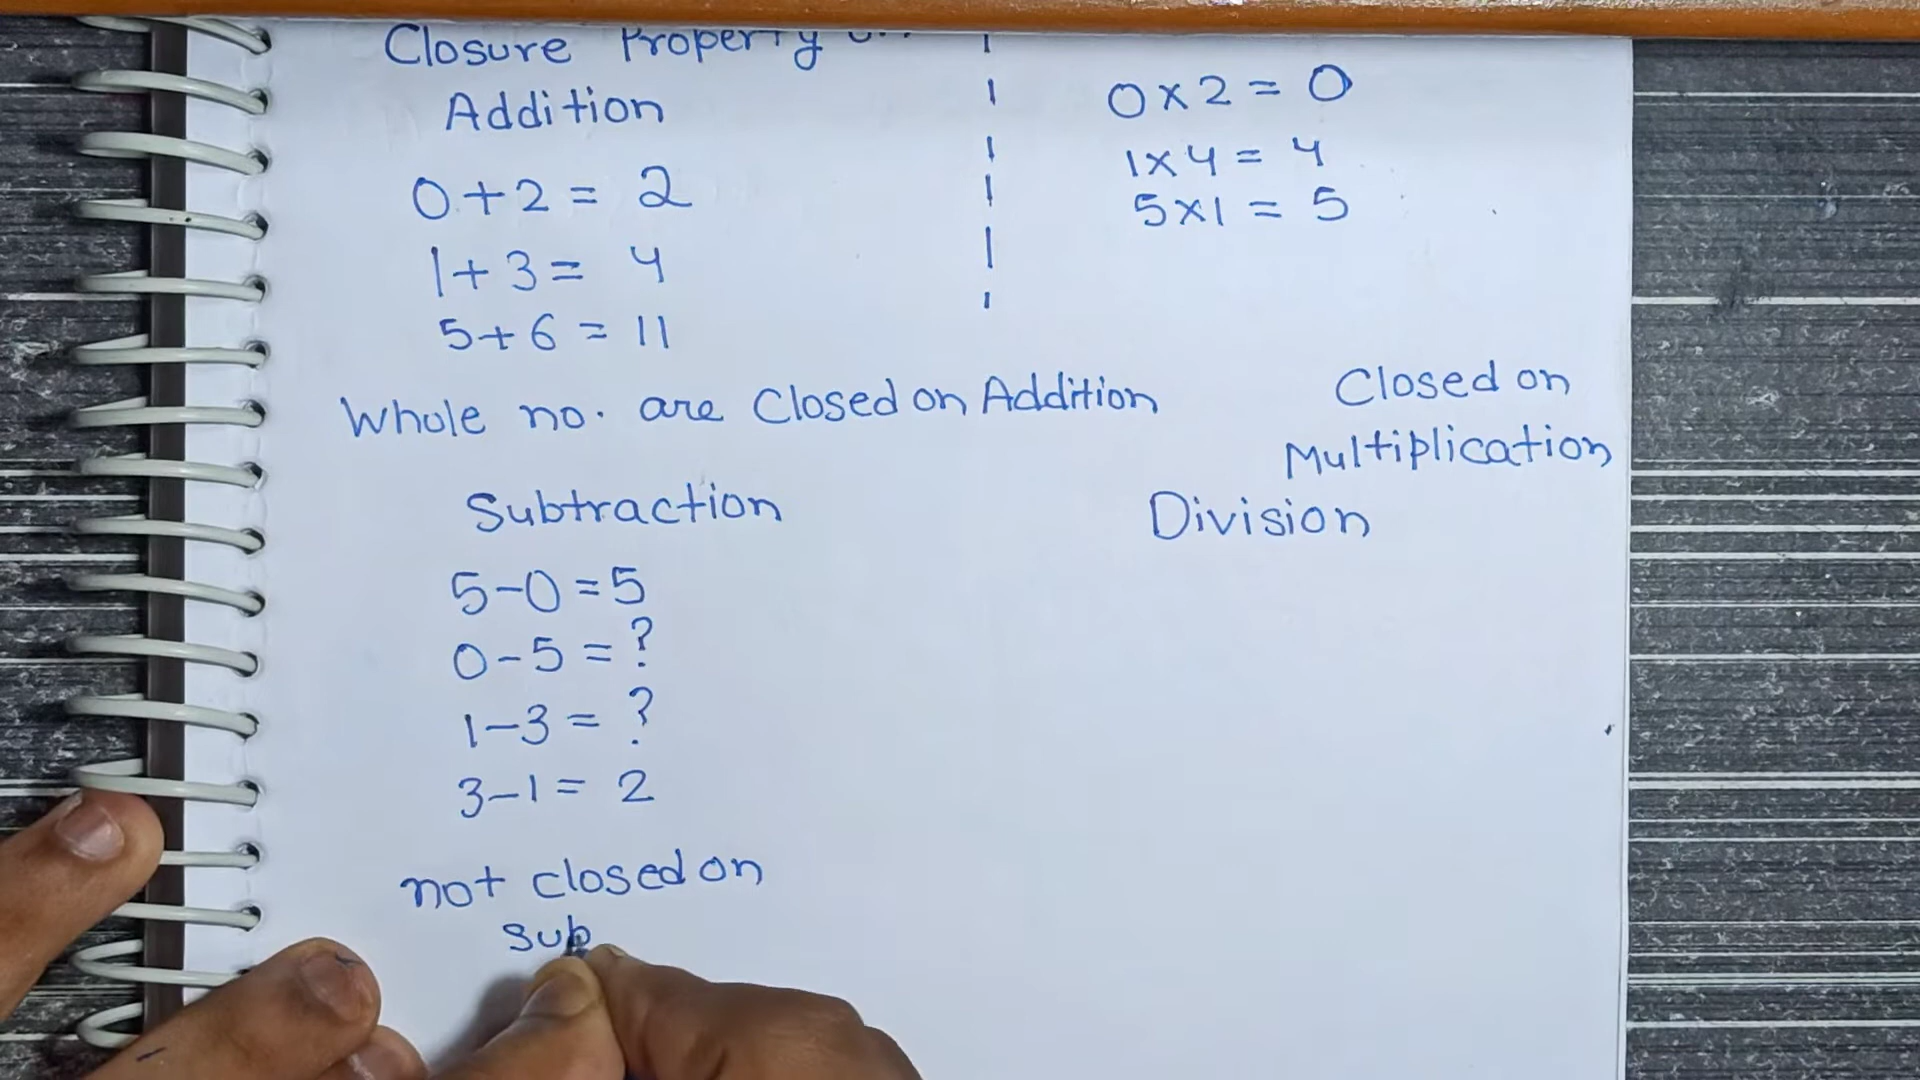 Closure Property
Addition
0+2 = 2
1+3 = 4
5+6 = 11
0×2 = 0
1×4 = 4
5×1 = 5
Whole no. are Closed on Addition
Closed on
Multiplication
Subtraction
5-0=5
0-5 = ?
1-3 = ?
3-1 = 2
not closed on
sub
Division